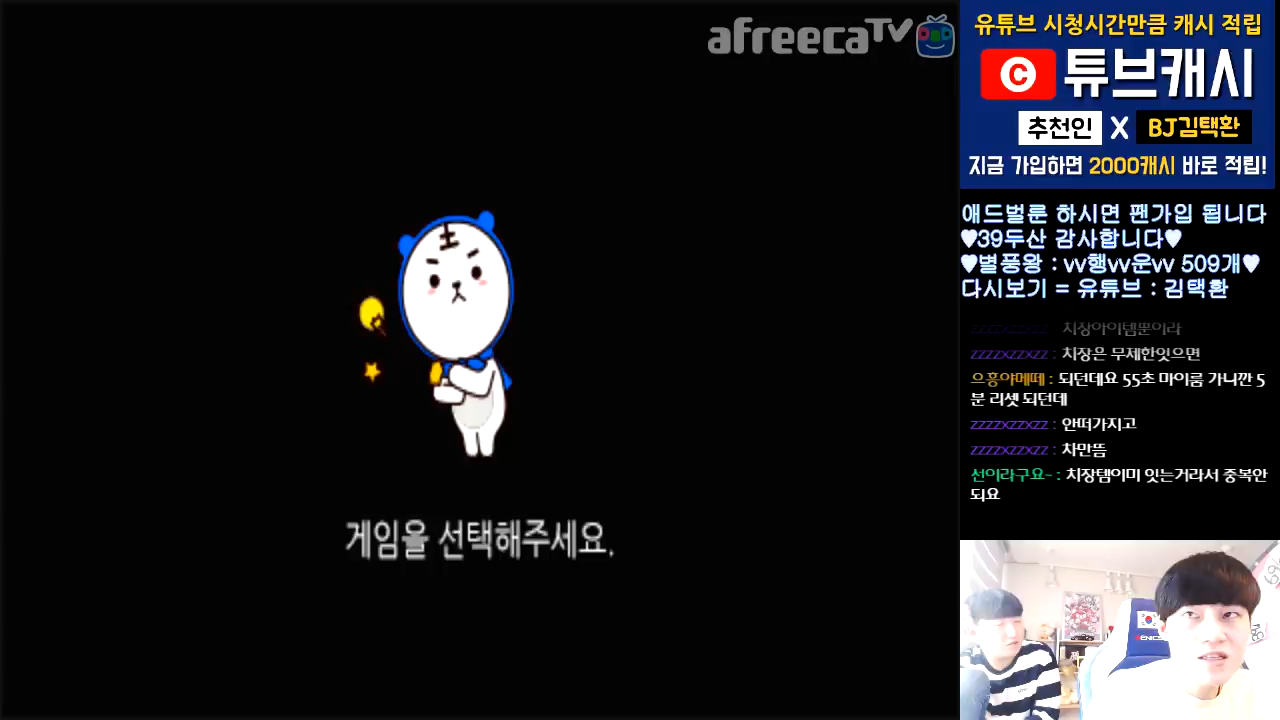 afreecaTV
유튜브 시청시간만큼 캐시 적립
C 튜브캐시
추천인 X BJ김택환
지금 가입하면 2000캐시 바로 적립!
애드벌룬 하시면 팬가입 됩니다
♥39두산 감사합니다♥
♥별풍왕 : vv행vv운vv 509개♥
다시보기 = 유튜브 : 김택환
zzzzxzzxzz 치장아이템뿐이라
zzzzxzzxzz : 치장은 무제한잇으면
으흥야메떼 : 되던데요 55초 마이룸 가니깐 5
분 리셋 되던데
zzzzxzzxzz : 안떠가지고
zzzzxzzxzz : 차만뜸
선이라구요~ : 치장템이미 잇는거라서 중복안
되요
게임을 선택해주세요.